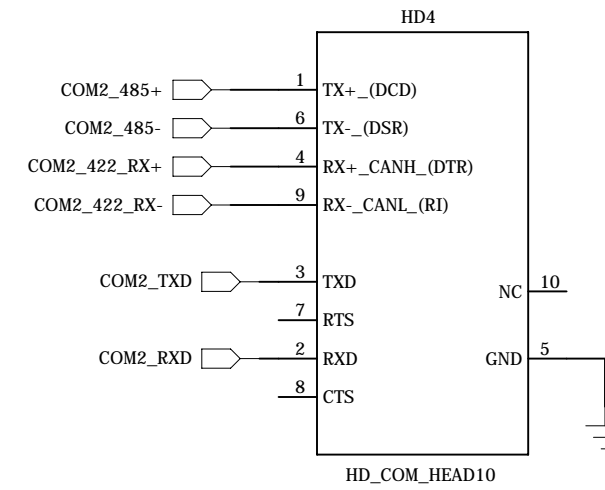 HD4
COM2_485+ 1 TX+_(DCD)
COM2_485- 6 TX-_(DSR)
COM2_422_RX+ 4 RX+_CANH_(DTR)
COM2_422_RX- 9 RX-_CANL_(RI)
COM2_TXD 3 TXD
NC 10
7 RTS
COM2_RXD 2 RXD GND 5
8 CTS
HD_COM_HEAD10